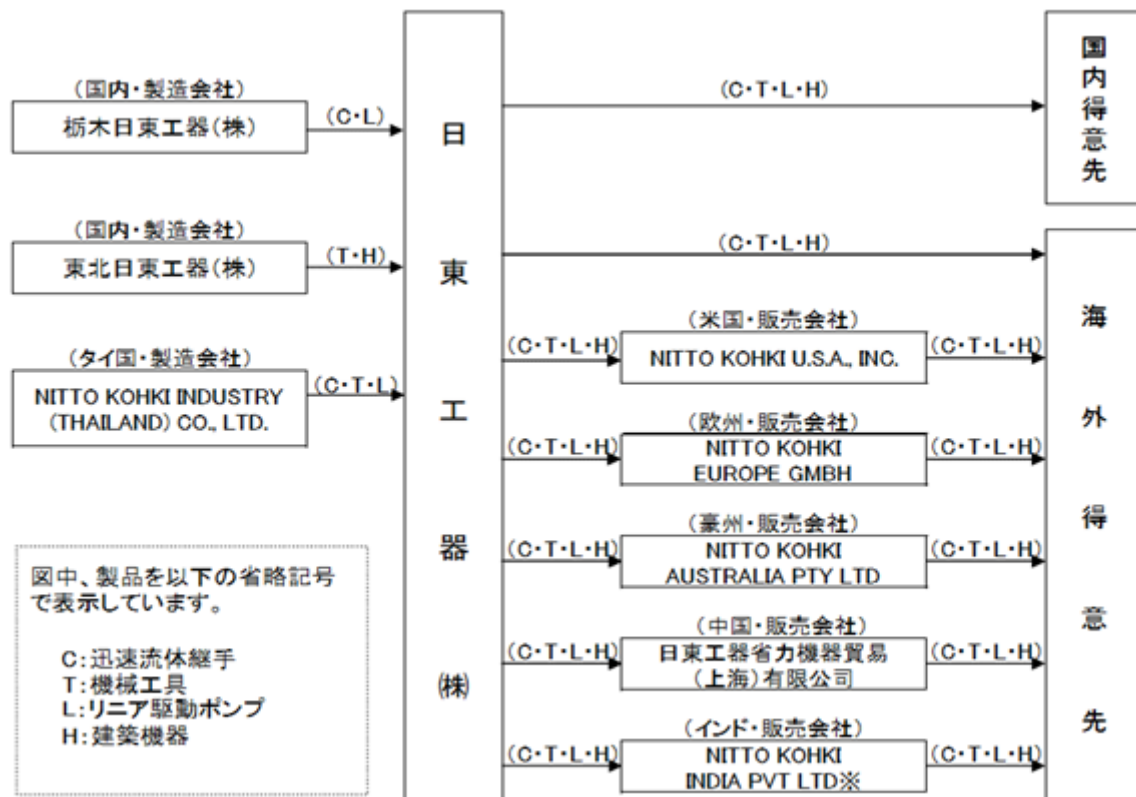 (国内・製造会社)
栃木日東工器(株)
(C・L)
(国内・製造会社)
東北日東工器(株)
(T・H)
(タイ国・製造会社)
NITTO KOHKI INDUSTRY
(THAILAND) CO., LTD.
(C・T・L)
図中、製品を以下の省略記号
で表示しています。
C:迅速流体継手
T:機械工具
L:リニア駆動ポンプ
H:建築機器
日東工器㈱
(C・T・L・H)
国内得意先
(C・T・L・H)
(米国・販売会社)
(C・T・L・H)
NITTO KOHKI U.S.A., INC.
(C・T・L・H)
(欧州・販売会社)
(C・T・L・H)
NITTO KOHKI
EUROPE GMBH
(C・T・L・H)
(豪州・販売会社)
(C・T・L・H)
NITTO KOHKI
AUSTRALIA PTY LTD
(C・T・L・H)
(中国・販売会社)
(C・T・L・H)
日東工器省力機器貿易
(上海)有限公司
(C・T・L・H)
(インド・販売会社)
(C・T・L・H)
NITTO KOHKI
INDIA PVT LTD※
(C・T・L・H)
海外得意先